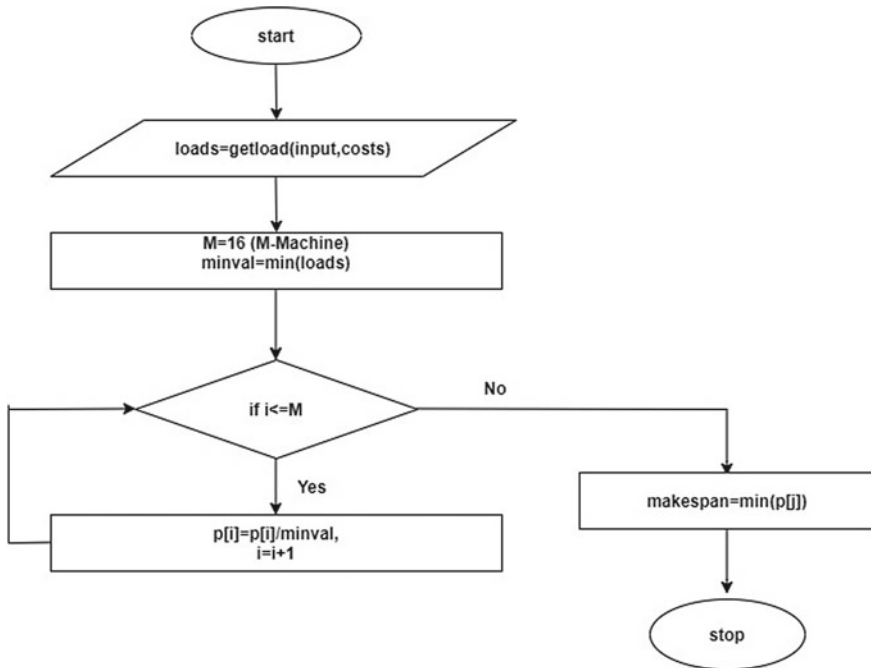 start
loads=getload(input,costs)
M=16 (M-Machine)
minval=min(loads)
if i<=M
No
Yes
p[i]=p[i]/minval,
i=i+1
makespan=min(p[j])
stop